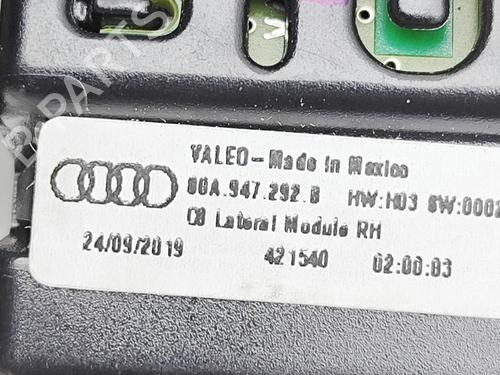 VALEO-Made in Mexico
80A.947.292.B HW:H03 SW:0002
C8 Lateral Module RH
24/09/2019 421540 02:00:03